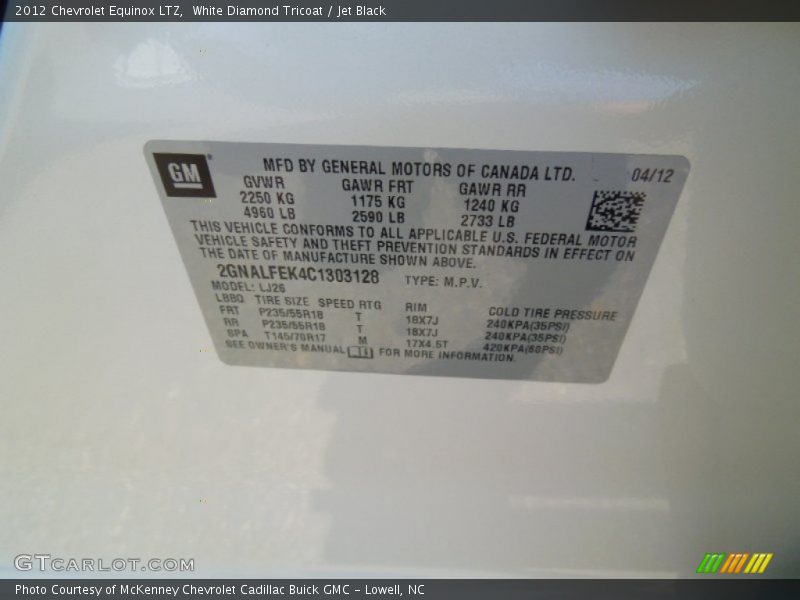 2012 Chevrolet Equinox LTZ, White Diamond Tricoat / Jet Black
GM
MFD BY GENERAL MOTORS OF CANADA LTD. 04/12
GVWR GAWR FRT GAWR RR
2250 KG 1175 KG 1240 KG
4960 LB 2590 LB 2733 LB
THIS VEHICLE CONFORMS TO ALL APPLICABLE U.S. FEDERAL MOTOR
VEHICLE SAFETY AND THEFT PREVENTION STANDARDS IN EFFECT ON
THE DATE OF MANUFACTURE SHOWN ABOVE.
2GNALFEK4C1303128 TYPE: M.P.V.
MODEL: LJ26
LBBQ TIRE SIZE SPEED RTG RIM COLD TIRE PRESSURE
FRT P235/55R18 T 18X7J 240KPA(35PSI)
RR P235/55R18 T 18X7J 240KPA(35PSI)
SPA T145/70R17 M 17X4.5T 420KPA(60PSI)
SEE OWNER'S MANUAL FOR MORE INFORMATION.
GTCARLOT.COM
Photo Courtesy of McKenney Chevrolet Cadillac Buick GMC - Lowell, NC